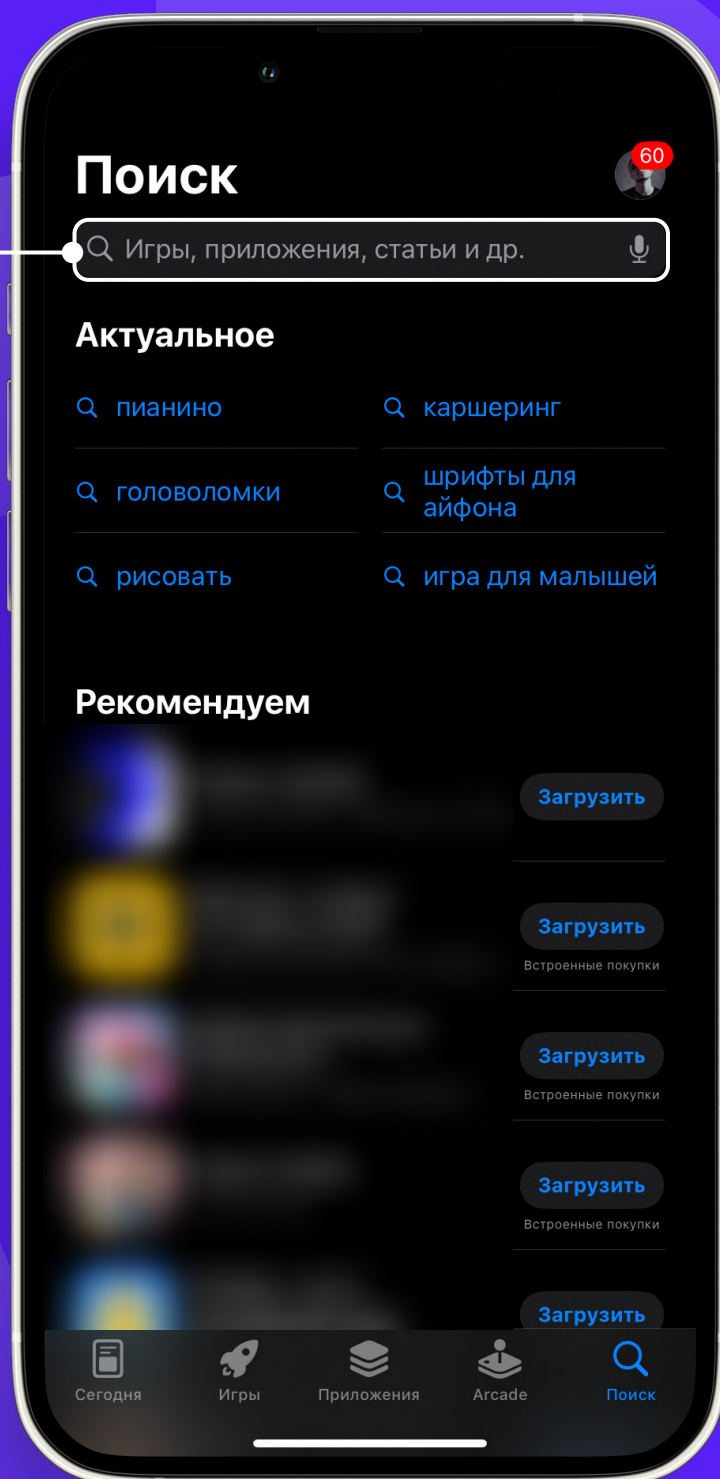 Поиск
60
Игры, приложения, статьи и др.
Актуальное
пианино
каршеринг
головоломки
шрифты для
айфона
рисовать
игра для малышей
Рекомендуем
Загрузить
Загрузить
Встроенные покупки
Загрузить
Встроенные покупки
Загрузить
Встроенные покупки
Загрузить
Сегодня
Игры
Приложения
Arcade
Поиск